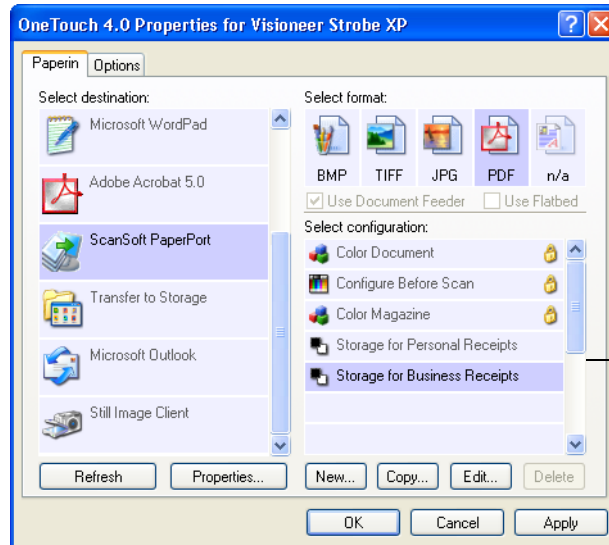 OneTouch 4.0 Properties for Visioneer Strobe XP
Paperin Options
Select destination:
Microsoft WordPad
Adobe Acrobat 5.0
ScanSoft PaperPort
Transfer to Storage
Microsoft Outlook
Still Image Client
Refresh Properties...
Select format:
BMP TIFF JPG PDF n/a
Use Document Feeder Use Flatbed
Select configuration:
Color Document
Configure Before Scan
Color Magazine
Storage for Personal Receipts
Storage for Business Receipts
New... Copy... Edit... Delete
OK Cancel Apply